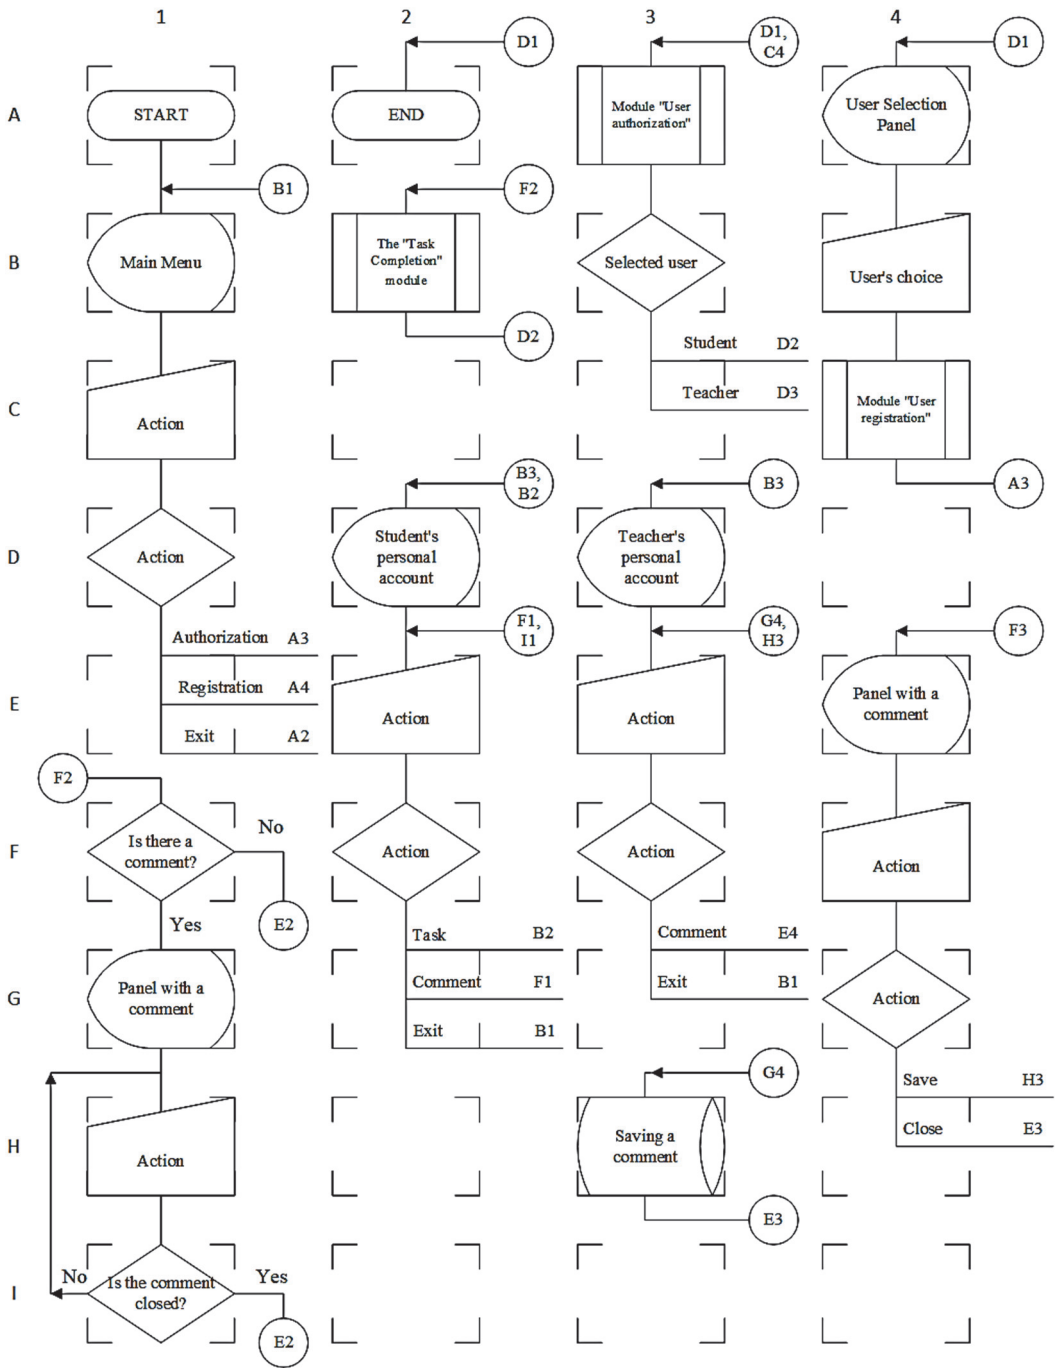 1
2
3
4
D1
D1,
C4
D1
A
START
END
Module "User
authorization"
User Selection
Panel
B1
F2
B
Main Menu
The "Task
Completion"
module
Selected user
User's choice
D2
Student
D2
Teacher
D3
C
Action
Module "User
registration"
B3,
B2
B3
A3
D
Action
Student's
personal
account
Teacher's
personal
account
Authorization
A3
F1,
I1
G4,
H3
F3
E
Registration
A4
Exit
A2
Action
Action
Panel with a
comment
F2
F
Is there a
comment?
No
E2
Yes
Action
Action
Action
Task
B2
Comment
F1
Exit
B1
Comment
E4
Exit
B1
G
Panel with a
comment
Action
G4
Save
H3
Close
E3
H
Action
Saving a
comment
E3
I
No
Is the comment
closed?
Yes
E2